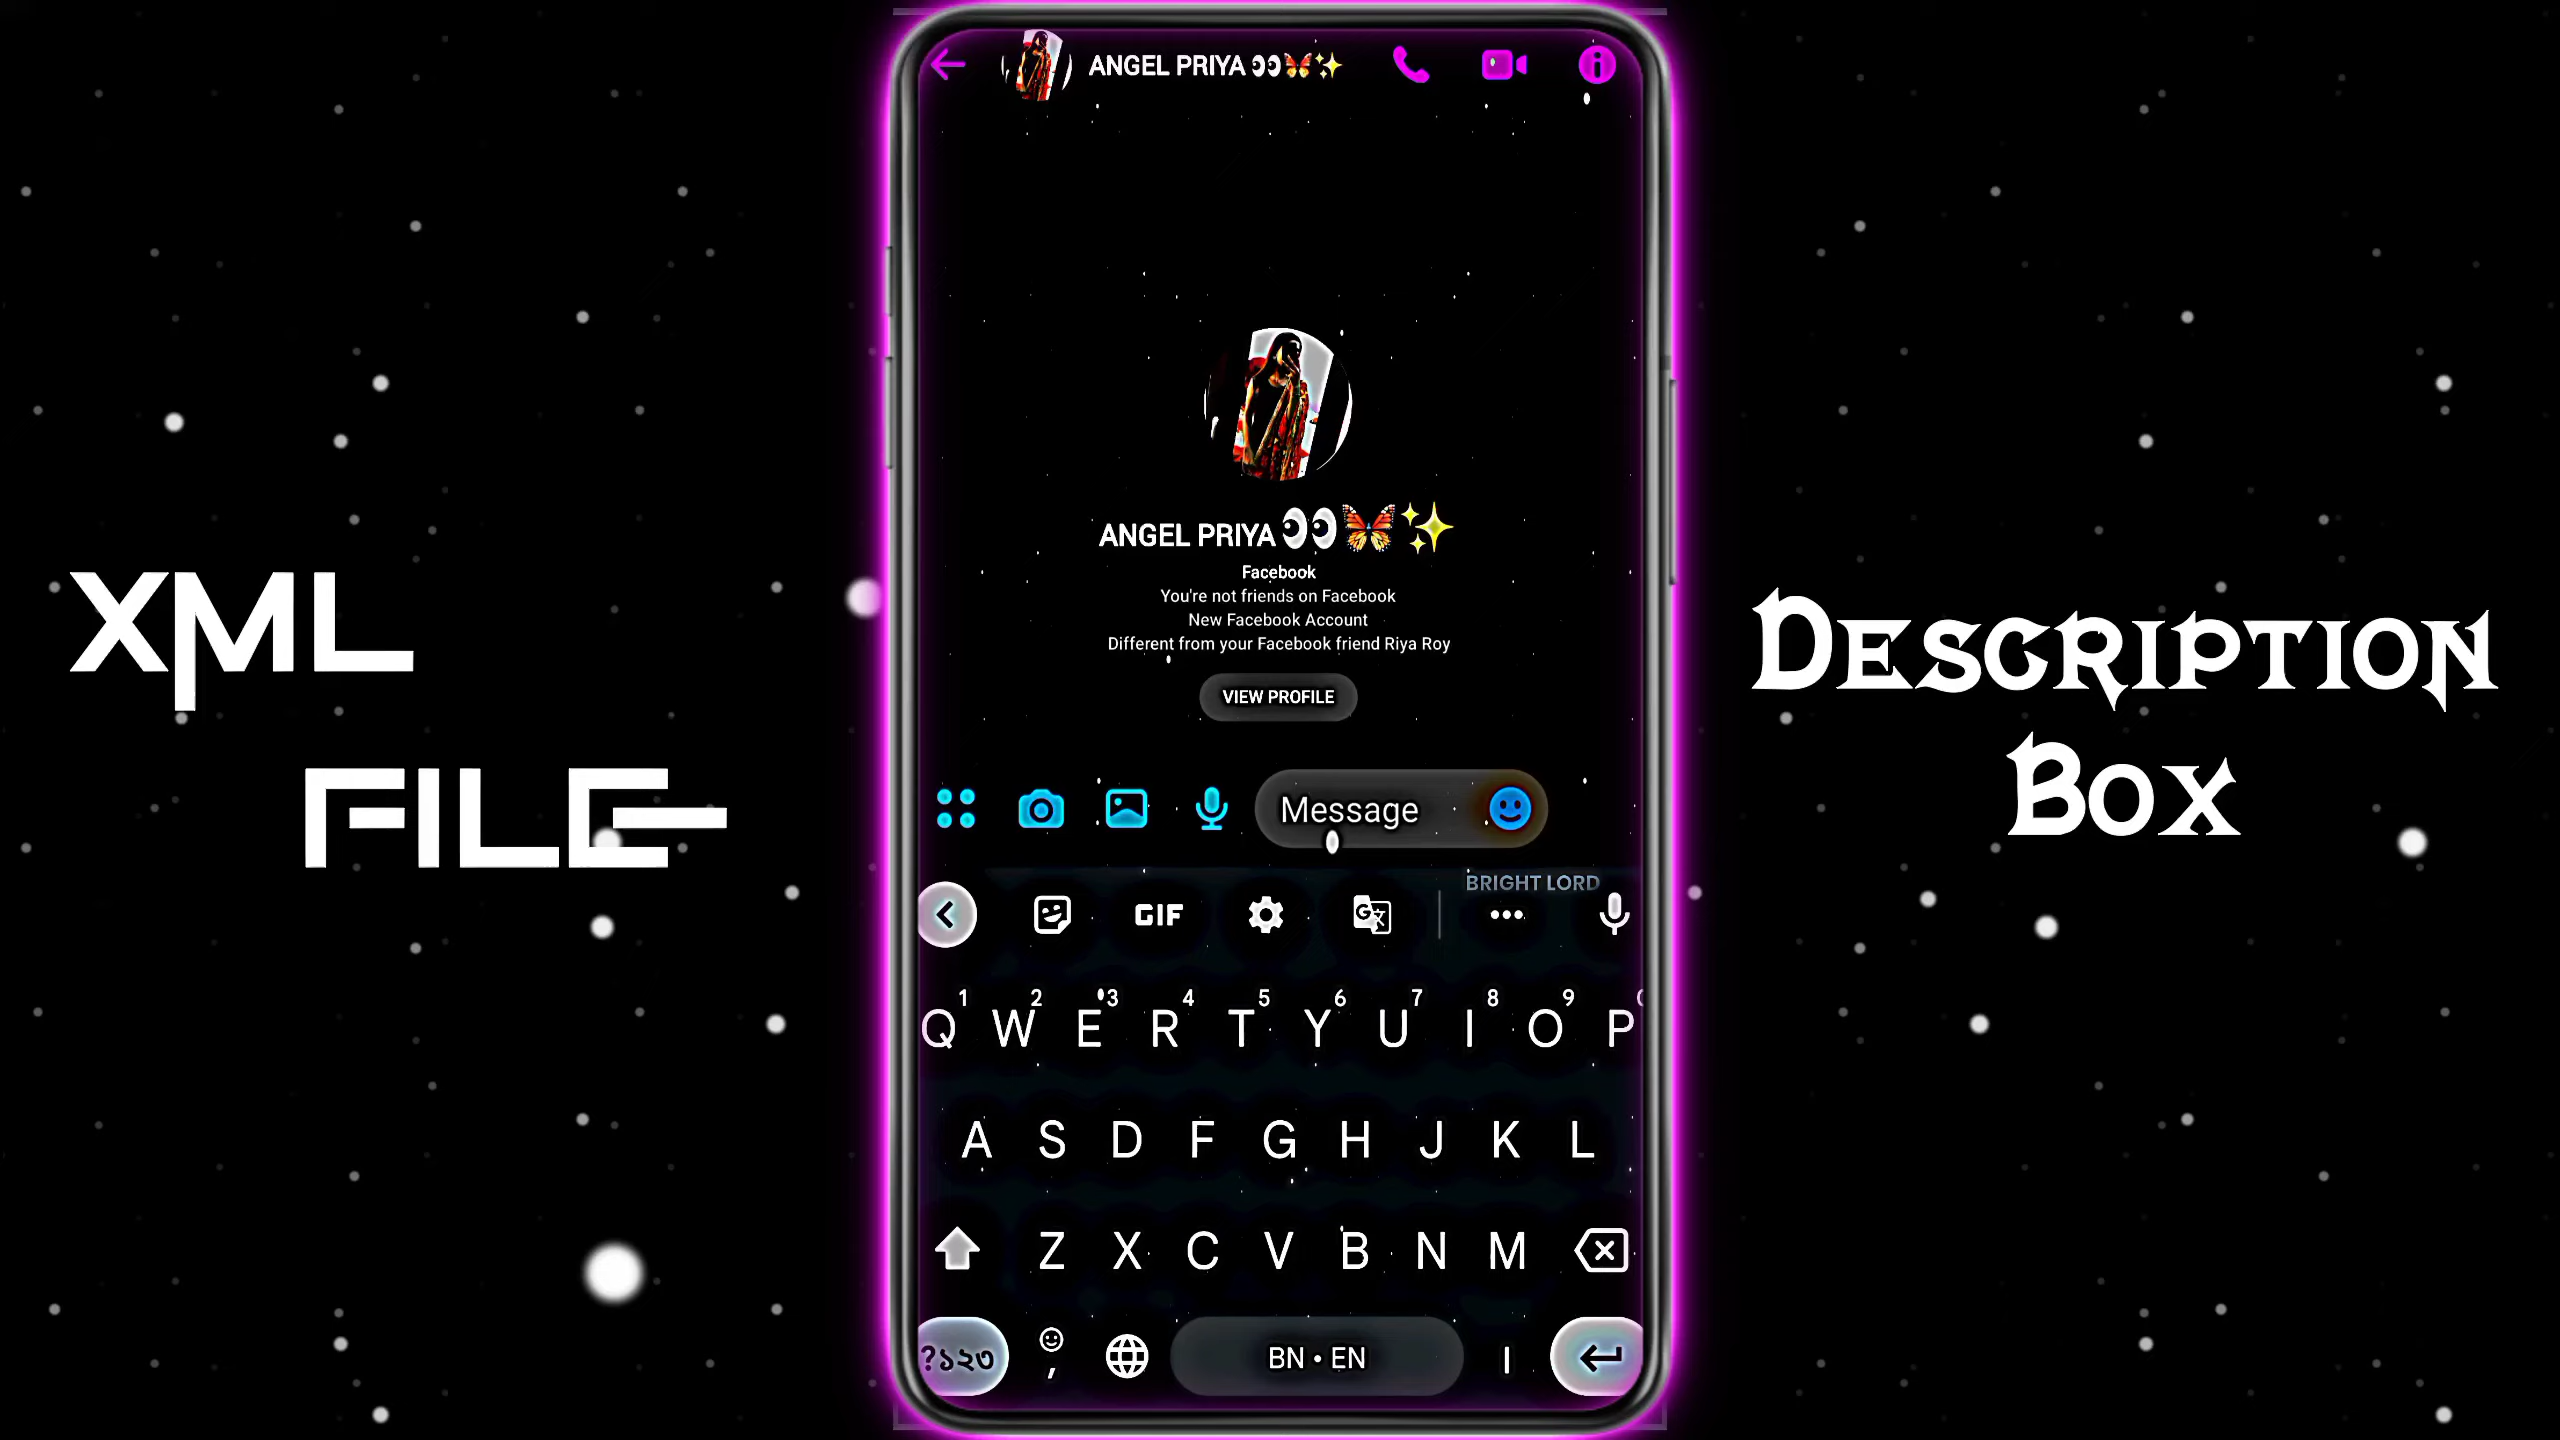 ANGEL PRIYA 👀🦋✨
XML
FILE
ANGEL PRIYA 👀🦋✨
Facebook
You're not friends on Facebook
New Facebook Account
Different from your Facebook friend Riya Roy
VIEW PROFILE
Description
Box
Message
BRIGHT LORD
GIF
1 2 3 4 5 6 7 8 9 0
Q W E R T Y U I O P
A S D F G H J K L
Z X C V B N M
?১২৩ , BN • EN ।